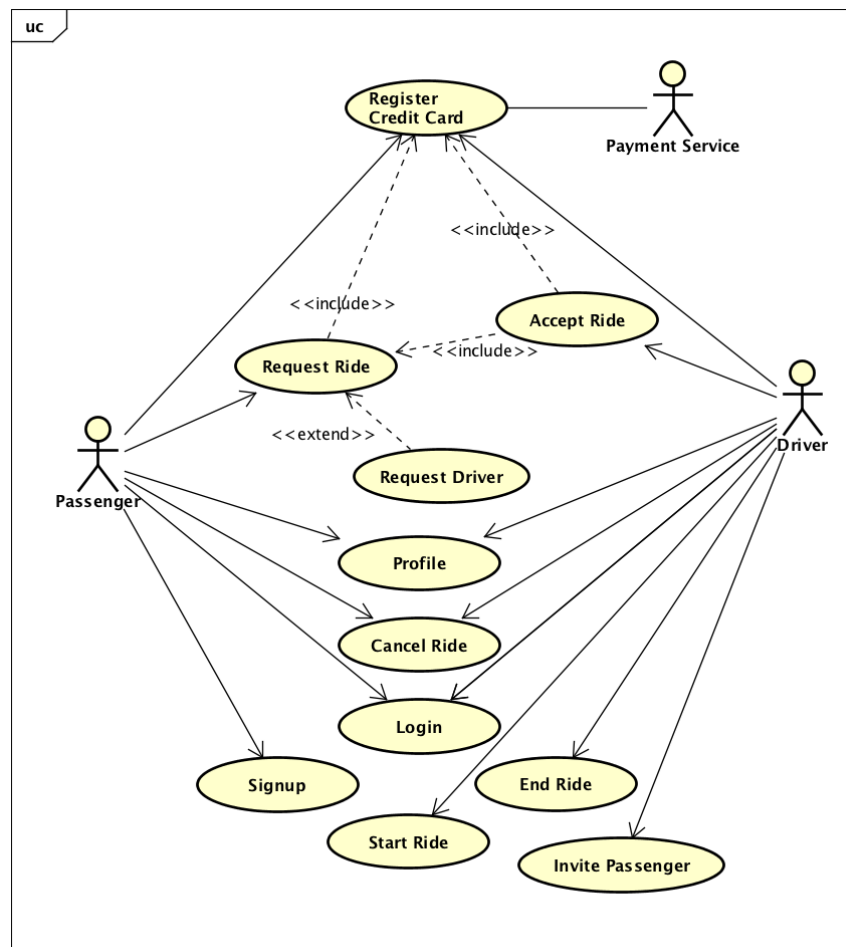 uc
Register
Credit Card
Payment Service
<<include>>
<<include>>
Accept Ride
<<include>>
Request Ride
<<extend>>
Driver
Request Driver
Passenger
Profile
Cancel Ride
Login
Signup
End Ride
Start Ride
Invite Passenger